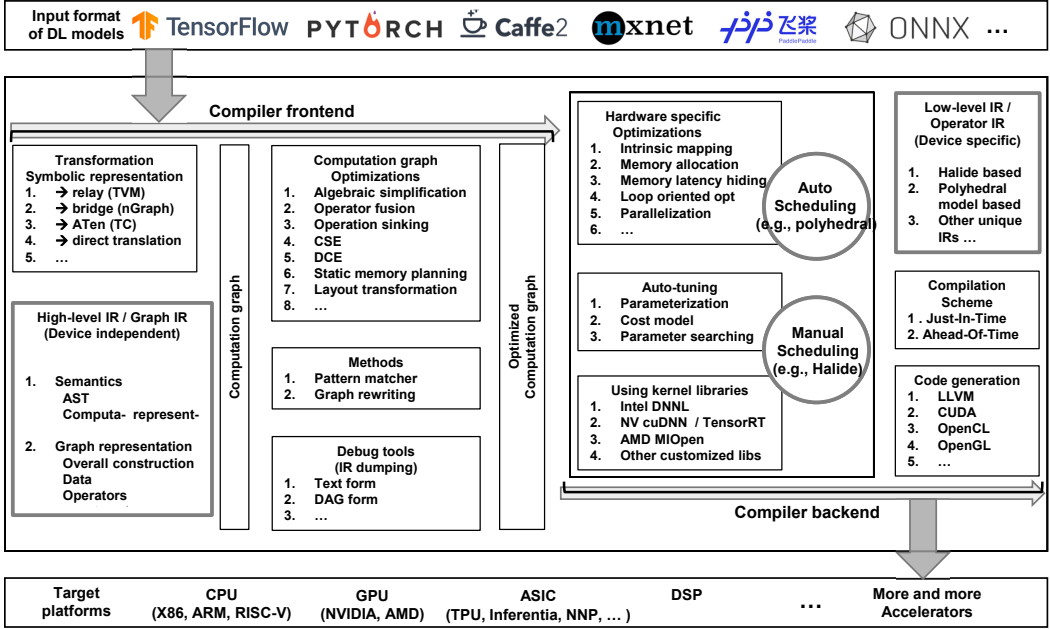 Input format
of DL models
TensorFlow
PYTORCH
Caffe2
mxnet
飞桨
PaddlePaddle
ONNX
...
Compiler frontend
Transformation
Symbolic representation
1. → relay (TVM)
2. → bridge (nGraph)
3. → ATen (TC)
4. → direct translation
5. …
High-level IR / Graph IR
(Device independent)
1. Semantics
AST
Computa- represent-
2. Graph representation
Overall construction
Data
Operators
Computation graph
Computation graph
Optimizations
1. Algebraic simplification
2. Operator fusion
3. Operation sinking
4. CSE
5. DCE
6. Static memory planning
7. Layout transformation
8. …
Methods
1. Pattern matcher
2. Graph rewriting
Debug tools
(IR dumping)
1. Text form
2. DAG form
3. …
Optimized
Computation graph
Hardware specific
Optimizations
1. Intrinsic mapping
2. Memory allocation
3. Memory latency hiding
4. Loop oriented opt
5. Parallelization
6. …
Auto
Scheduling
(e.g., polyhedral)
Auto-tuning
1. Parameterization
2. Cost model
3. Parameter searching
Manual
Scheduling
(e.g., Halide)
Using kernel libraries
1. Intel DNNL
2. NV cuDNN / TensorRT
3. AMD MIOpen
4. Other customized libs
Low-level IR /
Operator IR
(Device specific)
1. Halide based
2. Polyhedral
model based
3. Other unique
IRs …
Compilation
Scheme
1 . Just-In-Time
2. Ahead-Of-Time
Code generation
1. LLVM
2. CUDA
3. OpenCL
4. OpenGL
5. …
Compiler backend
Target
platforms
CPU
(X86, ARM, RISC-V)
GPU
(NVIDIA, AMD)
ASIC
(TPU, Inferentia, NNP, … )
DSP
...
More and more
Accelerators